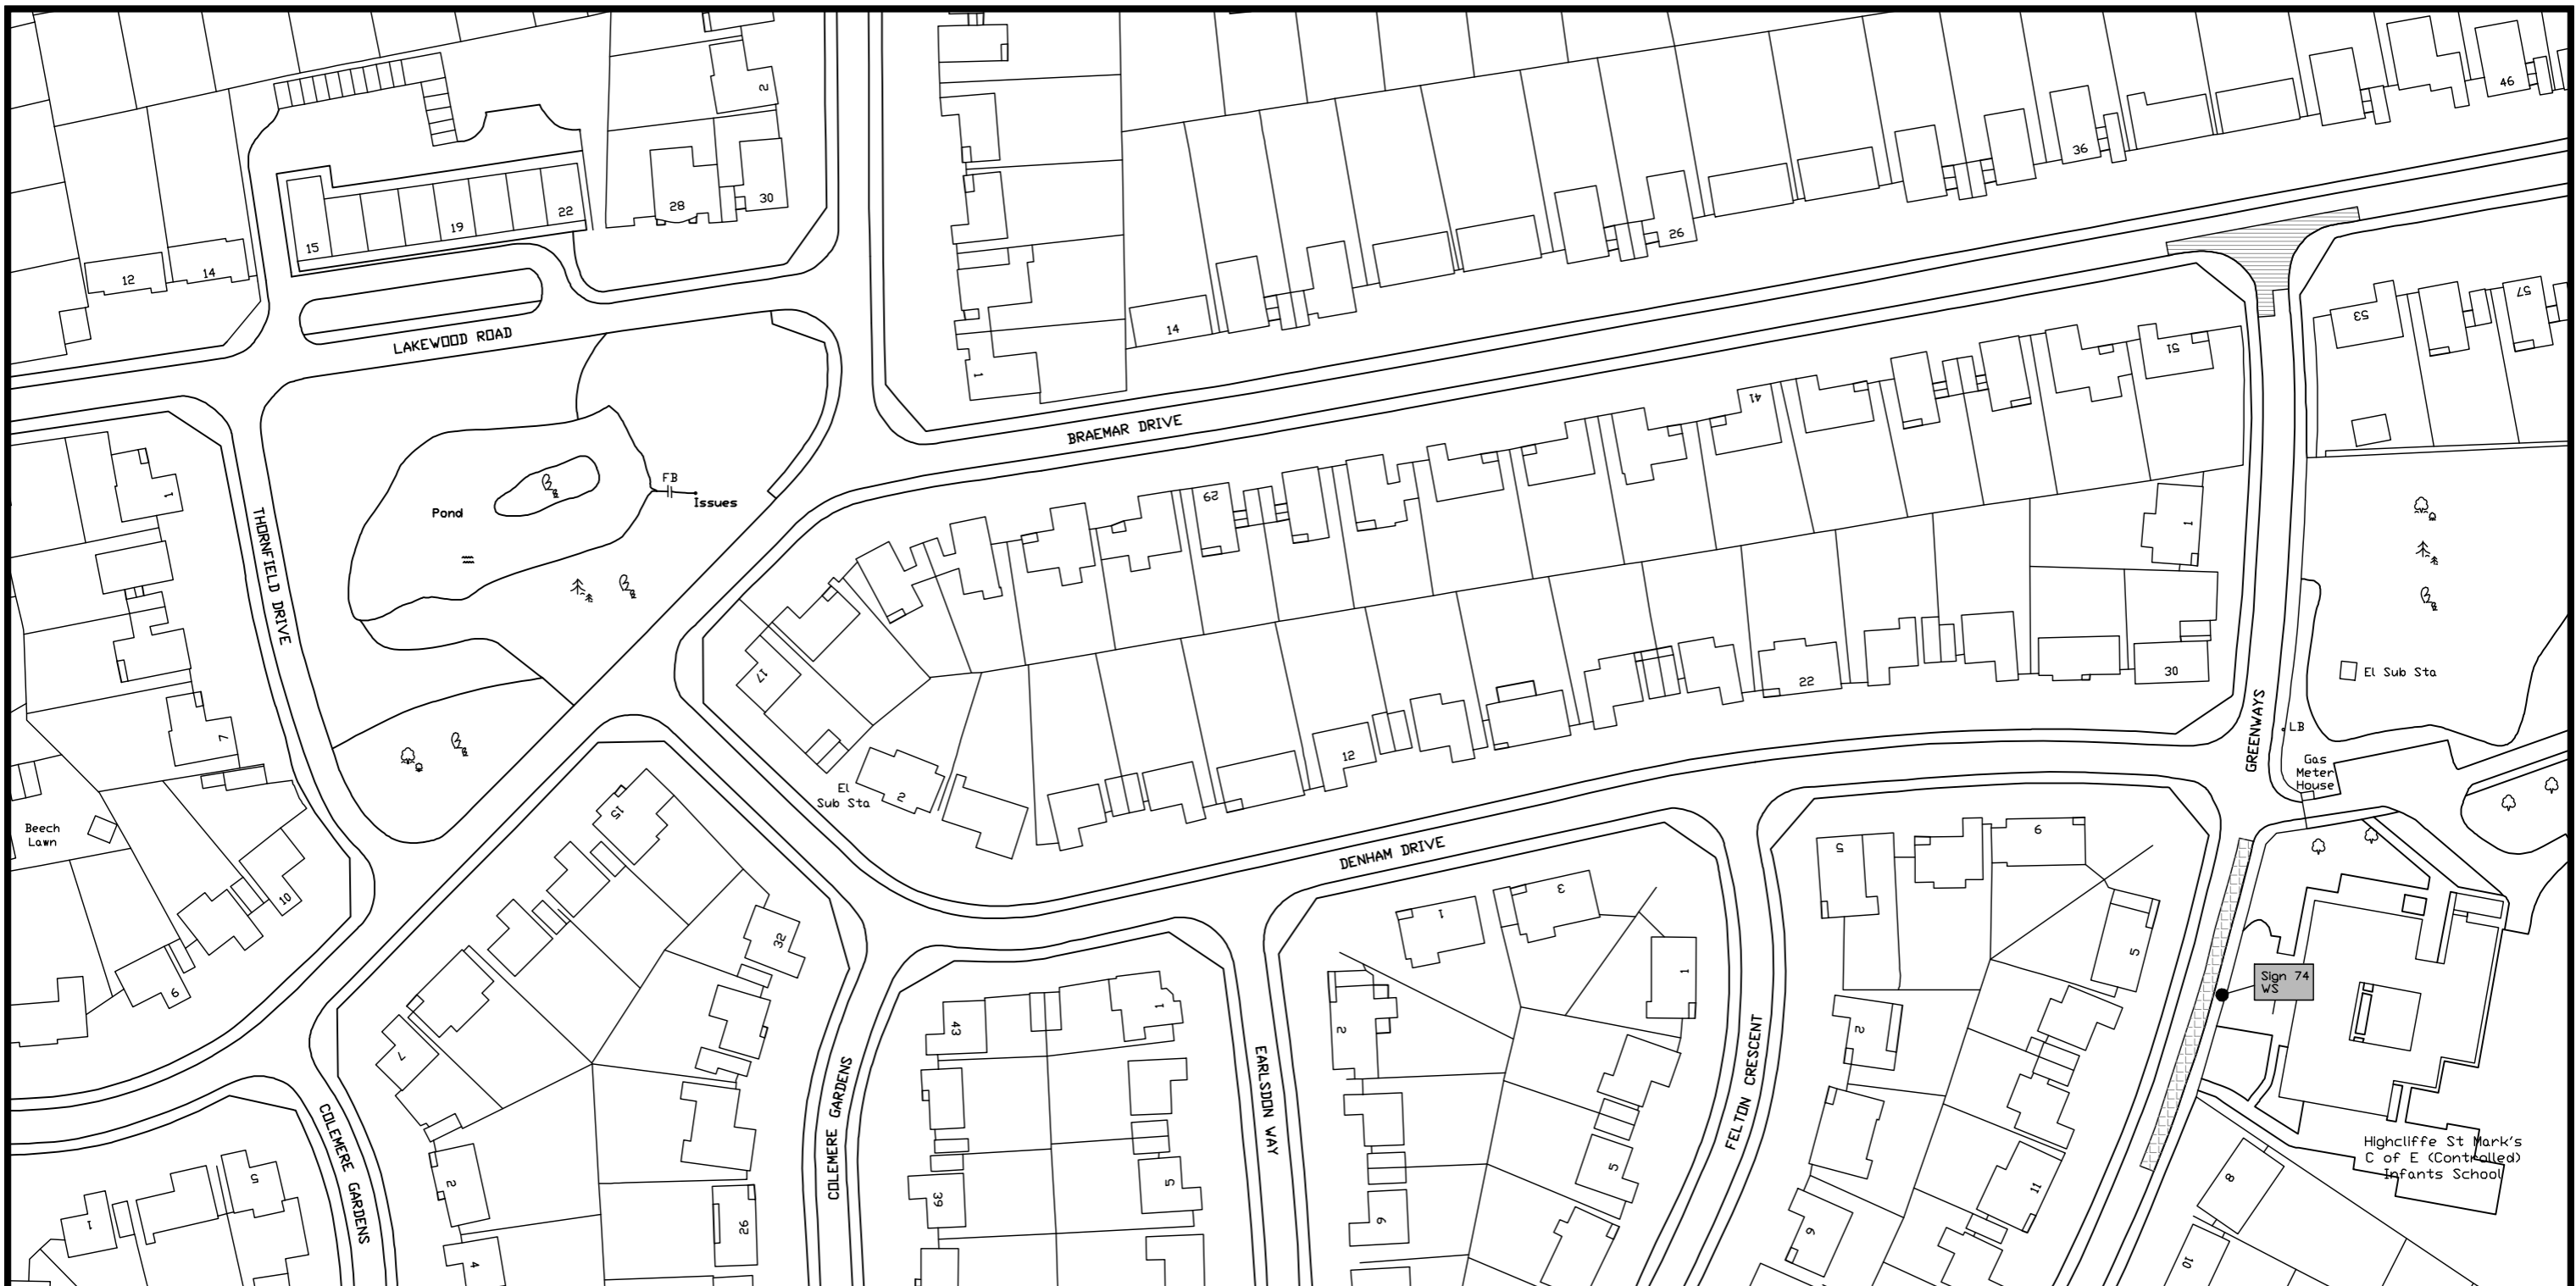 2
46
36
28
30
15
19
22
26
12
14
14
57
53
LAKEWOOD ROAD
51
1
41
BRAEMAR DRIVE
29
1
FB
Issues
Pond
1
THORNFIELD DRIVE
17
22
30
El Sub Sta
GREENWAYS
LB
7
12
Gas
Meter
House
El
Sub Sta
2
15
Beech
Lawn
DENHAM DRIVE
5
9
10
1
3
32
5
6
1
Sign 74
WS
43
1
2
2
7
COLEMERE GARDENS
EARLSDON WAY
FELTON CRESCENT
COLEMERE GARDENS
Highcliffe St Mark's
C of E (Controlled)
Infants School
5
2
5
5
11
8
39
1
26
6
9
4
10